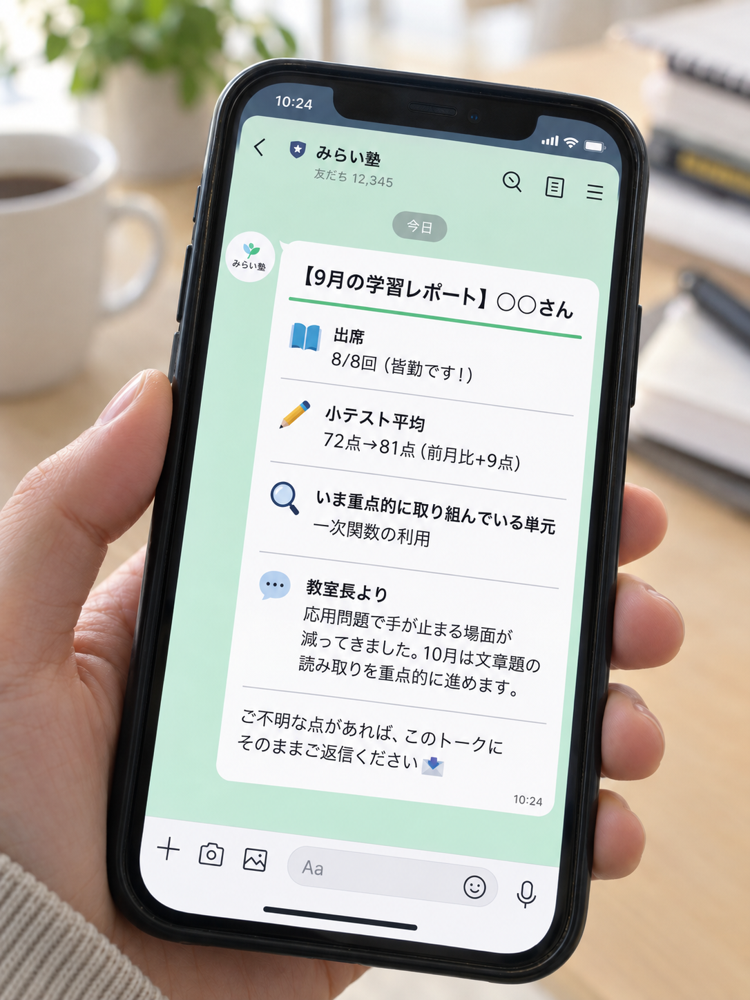 10:24
みらい塾
友だち 12,345
今日
みらい塾
【9月の学習レポート】〇〇さん
出席
8/8回（皆勤です！）
小テスト平均
72点→81点（前月比+9点）
いま重点的に取り組んでいる単元
一次関数の利用
教室長より
応用問題で手が止まる場面が
減ってきました。10月は文章題の
読み取りを重点的に進めます。
ご不明な点があれば、このトークに
そのままご返信ください
10:24
Aa